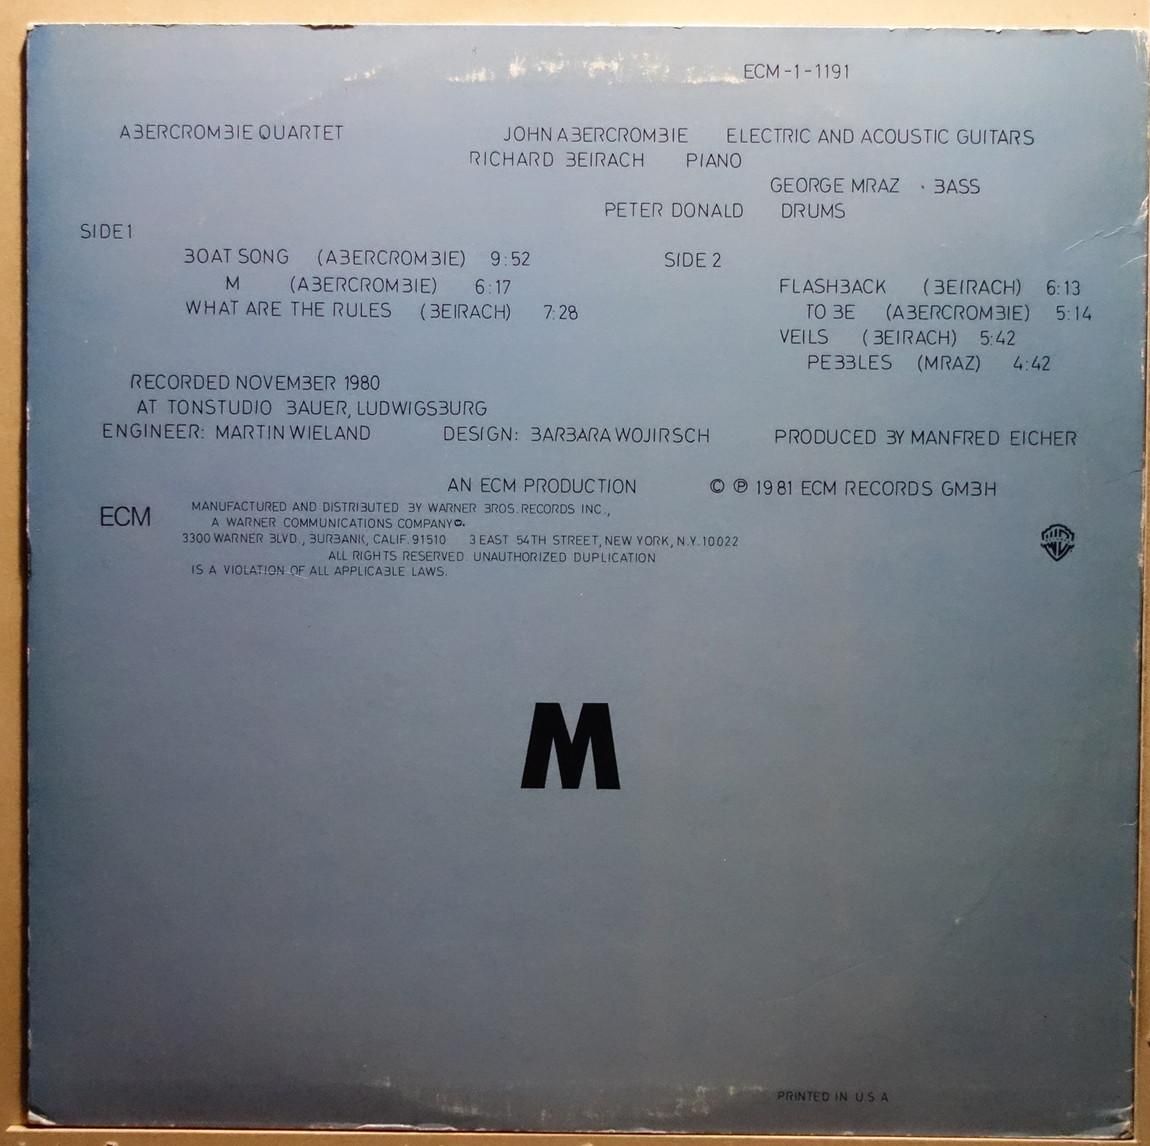 ECM-1-1191
ABERCROMBIE QUARTET
JOHN ABERCROMBIE ELECTRIC AND ACOUSTIC GUITARS
RICHARD BEIRACH PIANO
GEORGE MRAZ · BASS
PETER DONALD DRUMS
SIDE 1
BOAT SONG (ABERCROMBIE) 9:52
M (ABERCROMBIE) 6:17
WHAT ARE THE RULES (BEIRACH) 7:28
SIDE 2
FLASHBACK (BEIRACH) 6:13
TO BE (ABERCROMBIE) 5:14
VEILS (BEIRACH) 5:42
PEBBLES (MRAZ) 4:42
RECORDED NOVEMBER 1980
AT TONSTUDIO BAUER, LUDWIGSBURG
ENGINEER: MARTIN WIELAND DESIGN: BARBARA WOJIRSCH PRODUCED BY MANFRED EICHER
AN ECM PRODUCTION © ℗ 1981 ECM RECORDS GMBH
ECM
MANUFACTURED AND DISTRIBUTED BY WARNER BROS. RECORDS INC.,
A WARNER COMMUNICATIONS COMPANY
3300 WARNER BLVD., BURBANK, CALIF. 91510 3 EAST 54TH STREET, NEW YORK, N.Y. 10022
ALL RIGHTS RESERVED. UNAUTHORIZED DUPLICATION
IS A VIOLATION OF ALL APPLICABLE LAWS.
M
PRINTED IN U.S.A